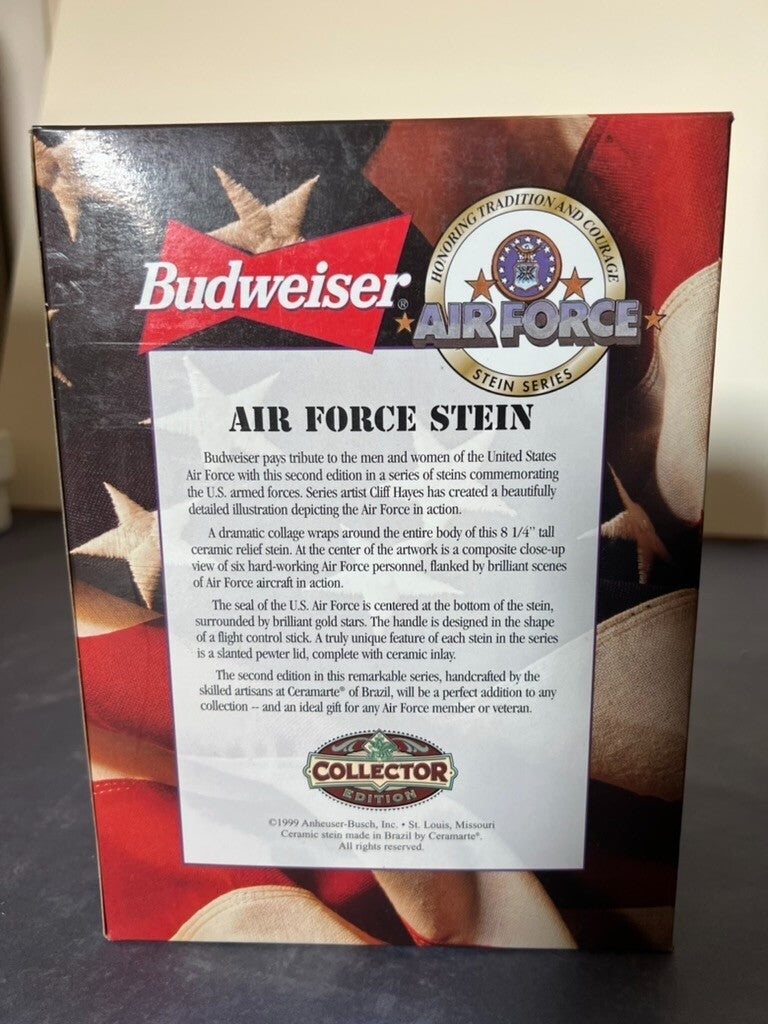 Budweiser®
HONORING TRADITION AND COURAGE
AIR FORCE
STEIN SERIES
AIR FORCE STEIN
Budweiser pays tribute to the men and women of the United States
Air Force with this second edition in a series of steins commemorating
the U.S. armed forces. Series artist Cliff Hayes has created a beautifully
detailed illustration depicting the Air Force in action.
A dramatic collage wraps around the entire body of this 8 1/4" tall
ceramic relief stein. At the center of the artwork is a composite close-up
view of six hard-working Air Force personnel, flanked by brilliant scenes
of Air Force aircraft in action.
The seal of the U.S. Air Force is centered at the bottom of the stein,
surrounded by brilliant gold stars. The handle is designed in the shape
of a flight control stick. A truly unique feature of each stein in the series
is a slanted pewter lid, complete with ceramic inlay.
The second edition in this remarkable series, handcrafted by the
skilled artisans at Ceramarte® of Brazil, will be a perfect addition to any
collection -- and an ideal gift for any Air Force member or veteran.
COLLECTOR
EDITION
©1999 Anheuser-Busch, Inc. • St. Louis, Missouri
Ceramic stein made in Brazil by Ceramarte®.
All rights reserved.